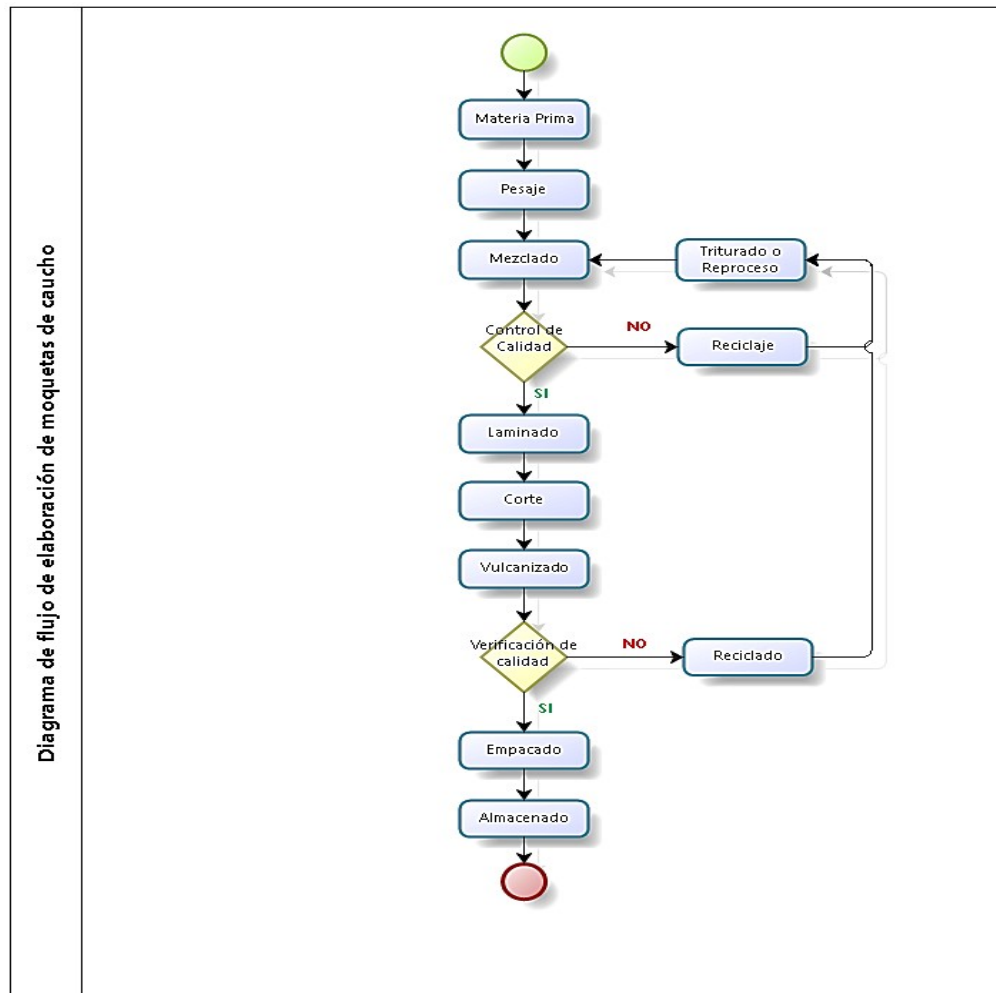 Diagrama de flujo de elaboración de moquetas de caucho
Materia Prima
Pesaje
Mezclado
Triturado o
Reproceso
Control de
Calidad
NO
Reciclaje
SI
Laminado
Corte
Vulcanizado
Verificación de
calidad
NO
Reciclado
SI
Empacado
Almacenado